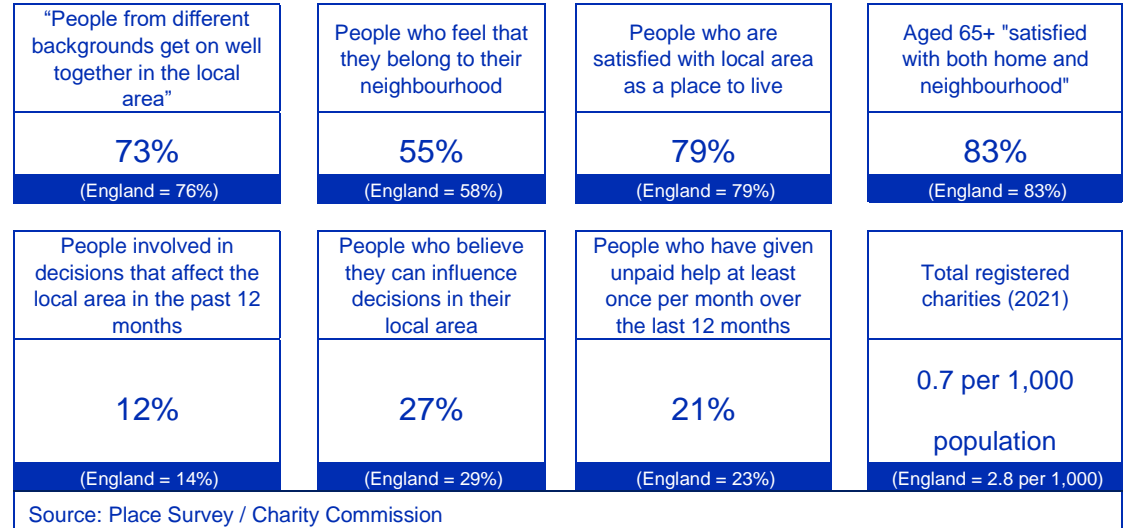 “People from different
backgrounds get on well
together in the local
area”
73%
(England = 76%)
People who feel that
they belong to their
neighbourhood
55%
(England = 58%)
People who are
satisfied with local area
as a place to live
79%
(England = 79%)
Aged 65+ "satisfied
with both home and
neighbourhood"
83%
(England = 83%)
People involved in
decisions that affect the
local area in the past 12
months
12%
(England = 14%)
People who believe
they can influence
decisions in their
local area
27%
(England = 29%)
People who have given
unpaid help at least
once per month over
the last 12 months
21%
(England = 23%)
Total registered
charities (2021)
0.7 per 1,000
population
(England = 2.8 per 1,000)
Source: Place Survey / Charity Commission